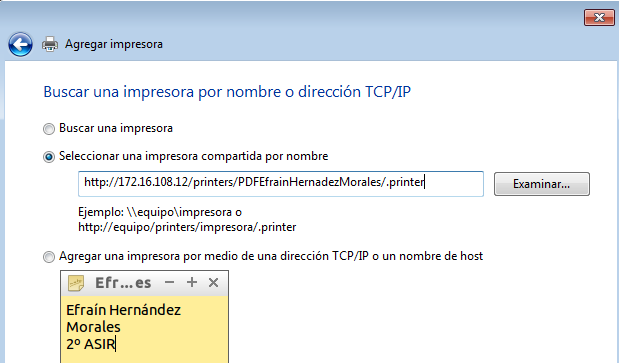 Agregar impresora
Buscar una impresora por nombre o dirección TCP/IP
Buscar una impresora
Seleccionar una impresora compartida por nombre
http://172.16.108.12/printers/PDFEfrainHernadezMorales/.printer
Examinar...
Ejemplo: \\equipo\impresora o
http://equipo/printers/impresora/.printer
Agregar una impresora por medio de una dirección TCP/IP o un nombre de host
Efr...es
Efraín Hernández
Morales
2º ASIR